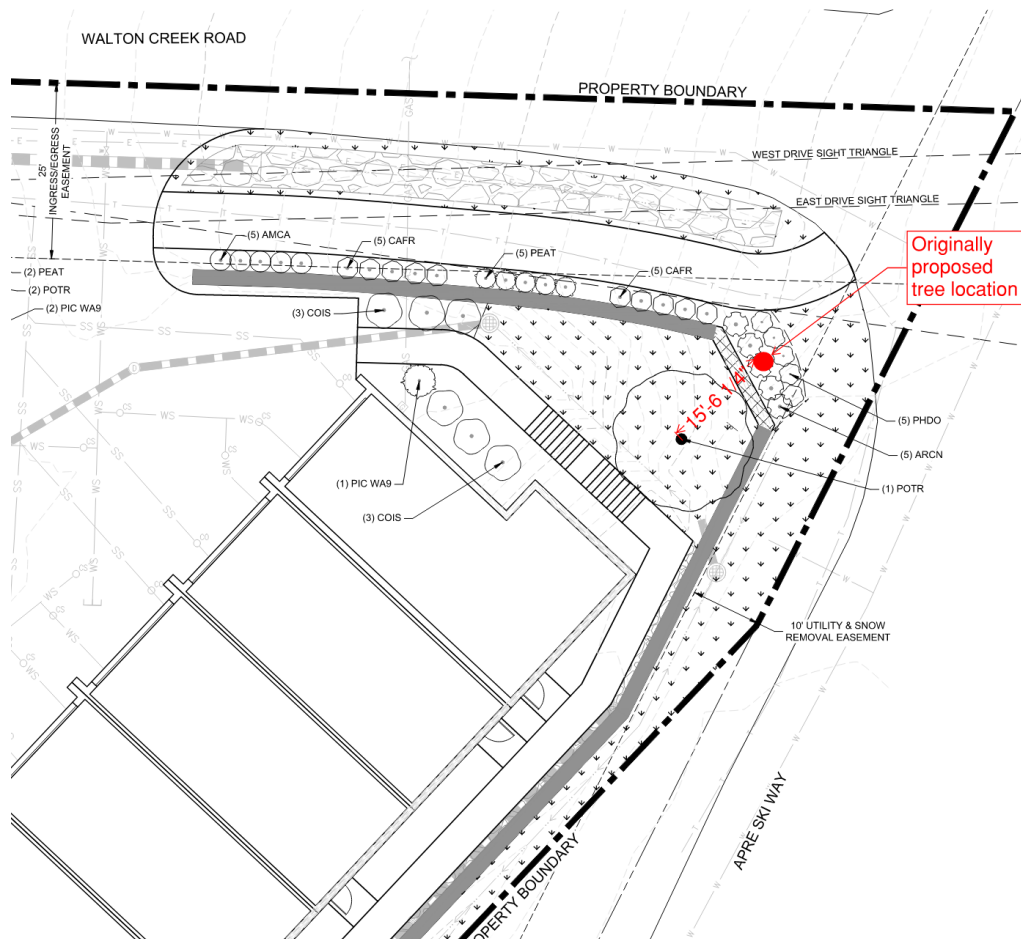 WALTON CREEK ROAD
PROPERTY BOUNDARY
GAS
25'
INGRESS/EGRESS
EASEMENT
WEST DRIVE SIGHT TRIANGLE
EAST DRIVE SIGHT TRIANGLE
Originally
proposed
tree location
(5) AMCA
(5) CAFR
(5) PEAT
(5) CAFR
(2) PEAT
(2) POTR
(2) PIC WA9
(3) COIS
15'-6 1/4"
(5) PHDO
(5) ARCN
(1) POTR
(1) PIC WA9
(3) COIS
10' UTILITY & SNOW
REMOVAL EASEMENT
APRE SKI WAY
OPERTY BOUNDARY